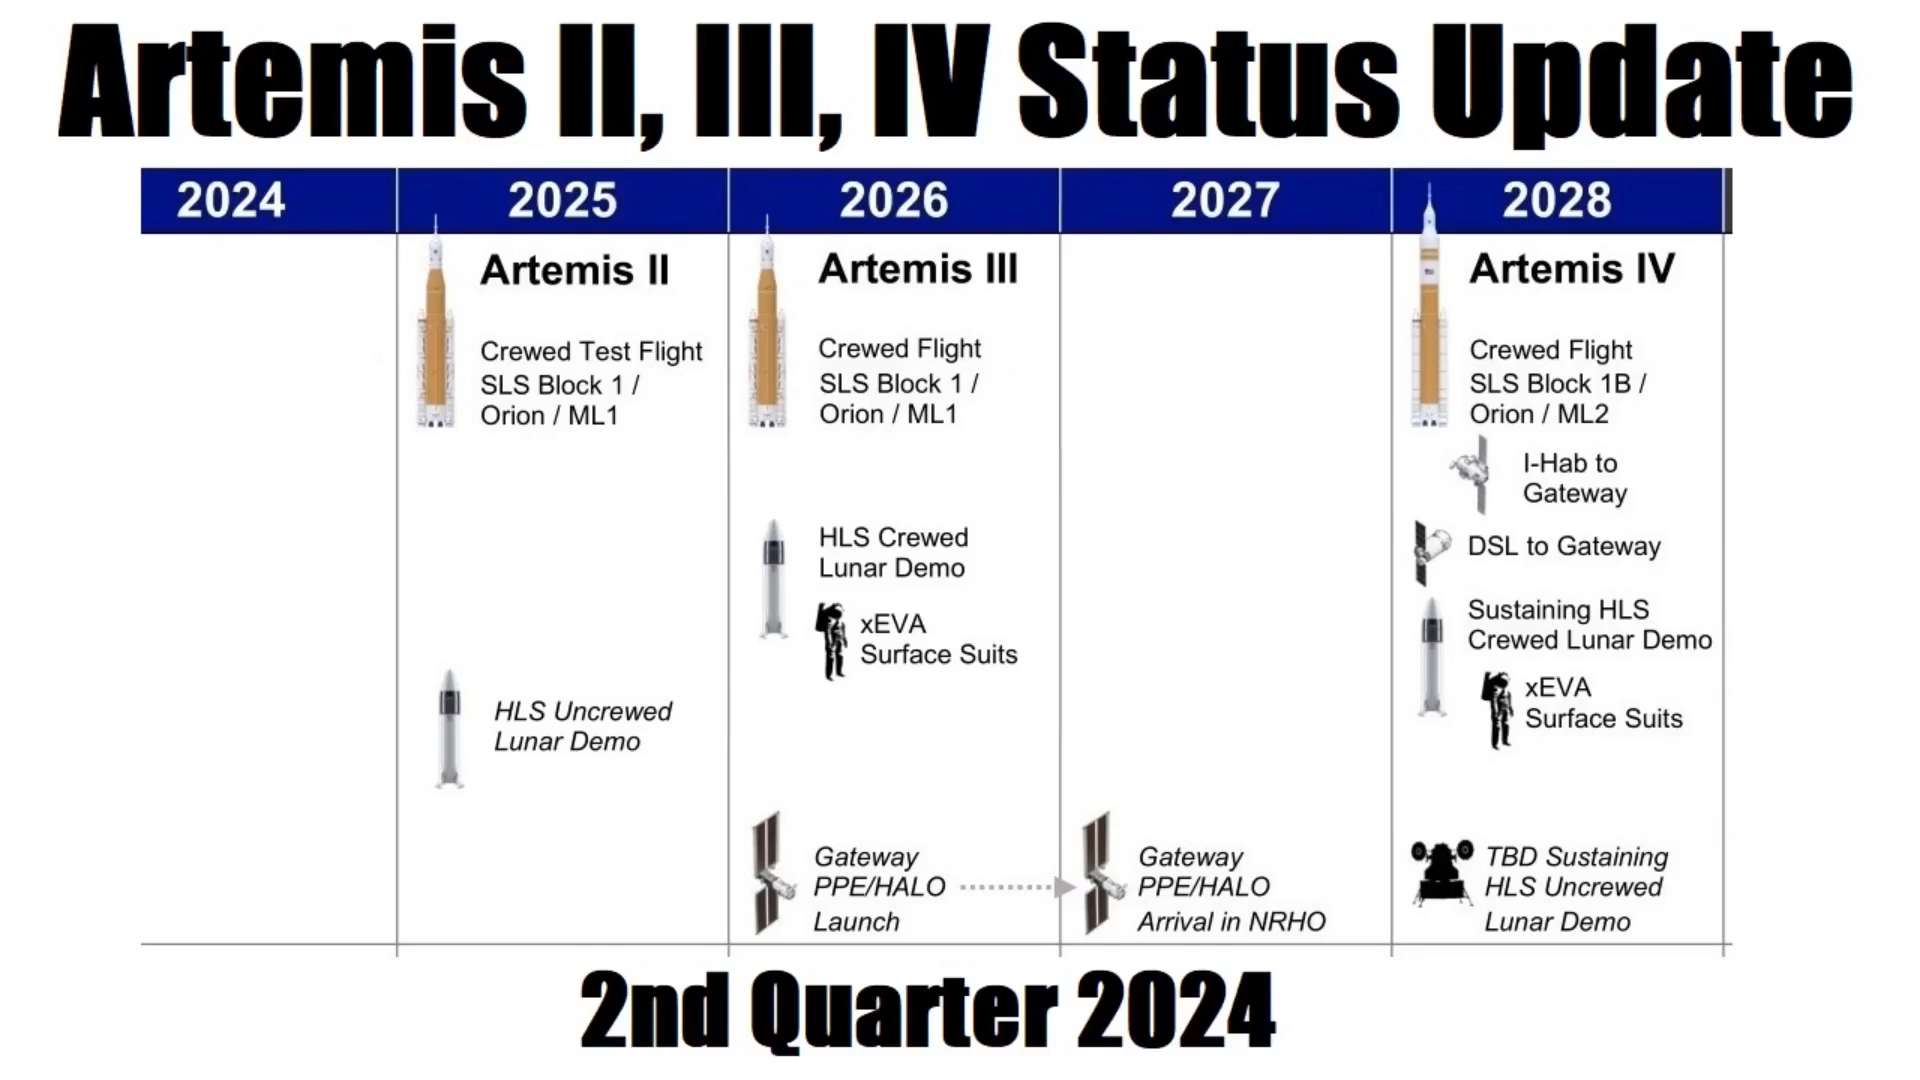 Artemis II, III, IV Status Update
2024
2025
2026
2027
2028
Artemis II
Crewed Test Flight
SLS Block 1 /
Orion / ML1
HLS Uncrewed
Lunar Demo
Artemis III
Crewed Flight
SLS Block 1 /
Orion / ML1
HLS Crewed
Lunar Demo
xEVA
Surface Suits
Gateway
PPE/HALO
Launch
Gateway
PPE/HALO
Arrival in NRHO
Artemis IV
Crewed Flight
SLS Block 1B /
Orion / ML2
I-Hab to
Gateway
DSL to Gateway
Sustaining HLS
Crewed Lunar Demo
xEVA
Surface Suits
TBD Sustaining
HLS Uncrewed
Lunar Demo
2nd Quarter 2024